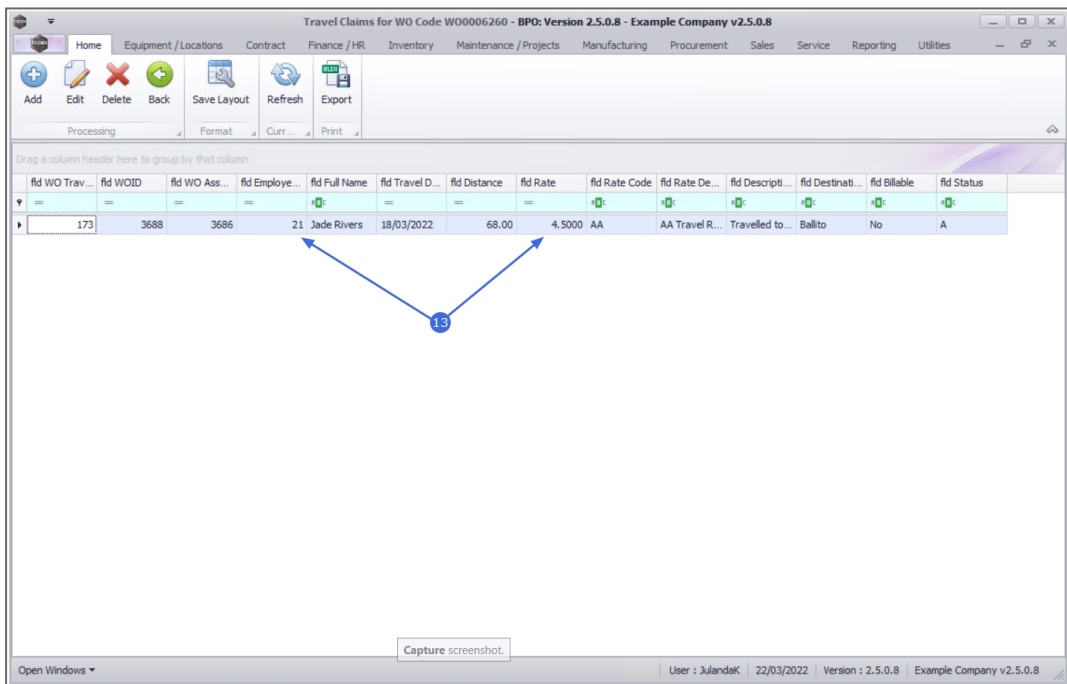 Travel Claims for WO Code WO0006260 - BPO: Version 2.5.0.8 - Example Company v2.5.0.8
Home Equipment / Locations Contract Finance / HR Inventory Maintenance / Projects Manufacturing Procurement Sales Service Reporting Utilities
Add Edit Delete Back Save Layout Refresh Export
Processing Format Curr... Print
Drag a column header here to group by that column
fld WO Trav... fld WOID fld WO Ass... fld Employe... fld Full Name fld Travel D... fld Distance fld Rate fld Rate Code fld Rate De... fld Descripti... fld Destinati... fld Billable fld Status
= = = = = = =
173 3688 3686 21 Jade Rivers 18/03/2022 68.00 4.5000 AA AA Travel R... Travelled to... Ballito No A
13
Capture screenshot.
Open Windows User : JulandaK 22/03/2022 Version : 2.5.0.8 Example Company v2.5.0.8